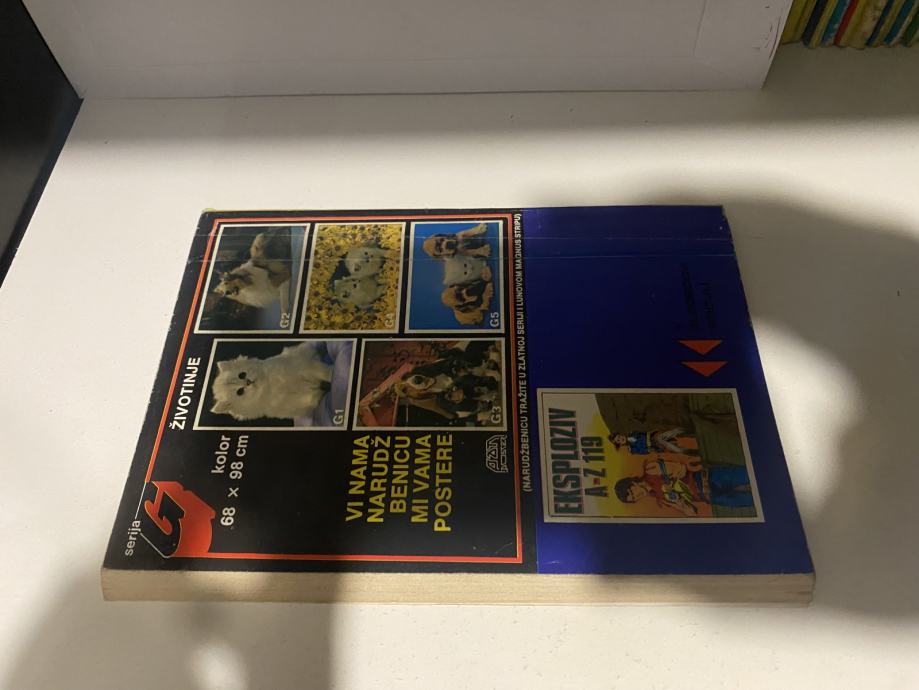 serija G
ŽIVOTINJE
kolor
68 × 98 cm
G1
G2
G3
G5
VI NAMA
NARUDŽ
BENICU
MI VAMA
POSTERE
(NARUDŽBENICU TRAŽITE U ZLATNOJ SERIJI I LUNOVOM MAGNUS STRIPU)
EKSPLOZIV
A-Z 119